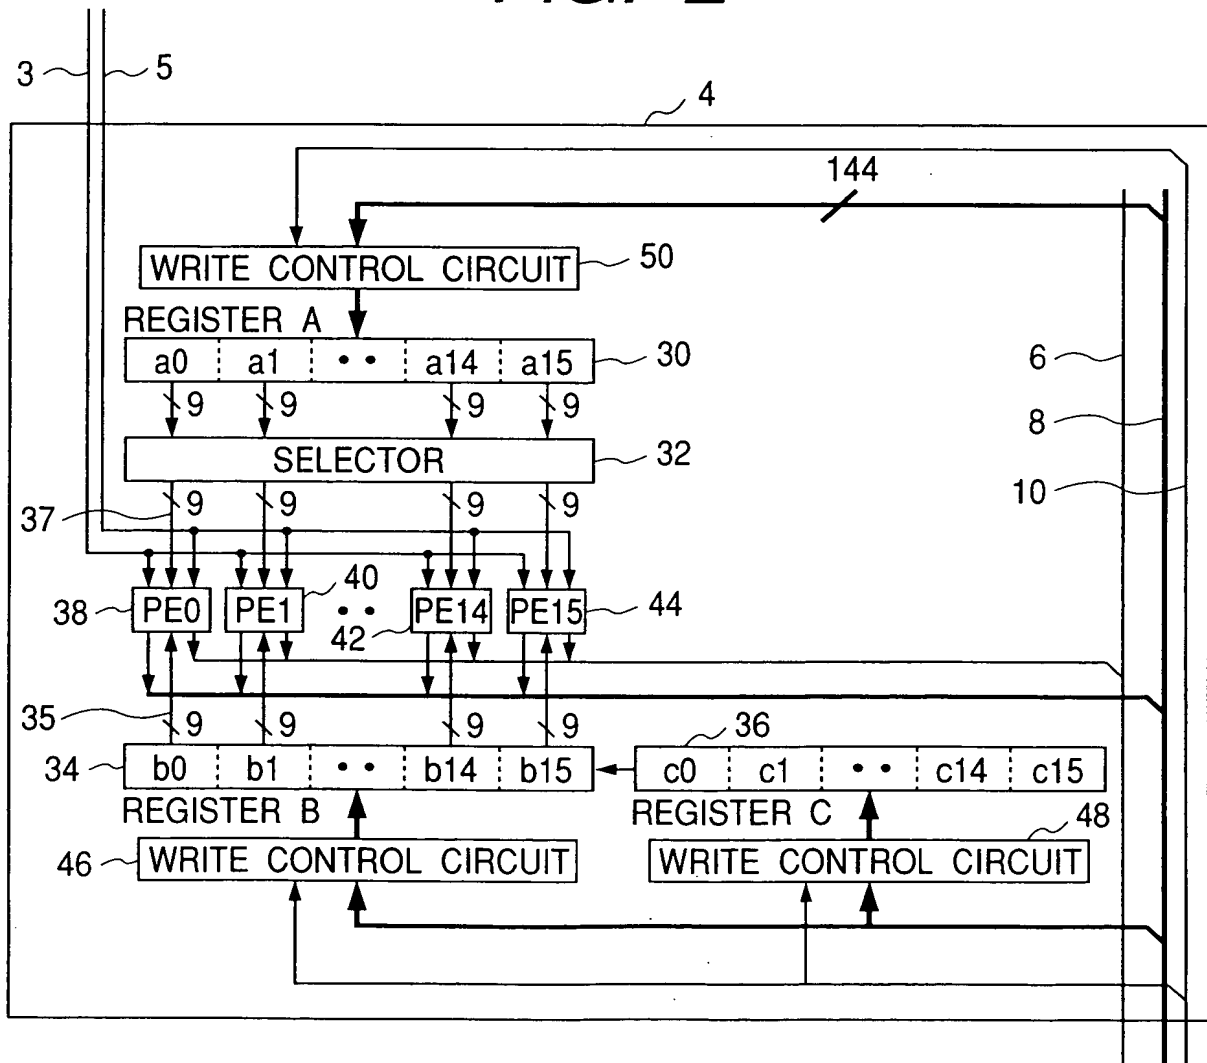 3
5
4
144
WRITE CONTROL CIRCUIT
50
REGISTER A
a0 a1 •• a14 a15
30
6
9 9 9 9
8
SELECTOR
32
10
9 9 9 9
37
40
38
PE0 PE1 •• PE14 PE15
44
42
35
9 9 9 9
36
34
b0 b1 •• b14 b15
c0 c1 •• c14 c15
REGISTER B
REGISTER C
48
46
WRITE CONTROL CIRCUIT
WRITE CONTROL CIRCUIT